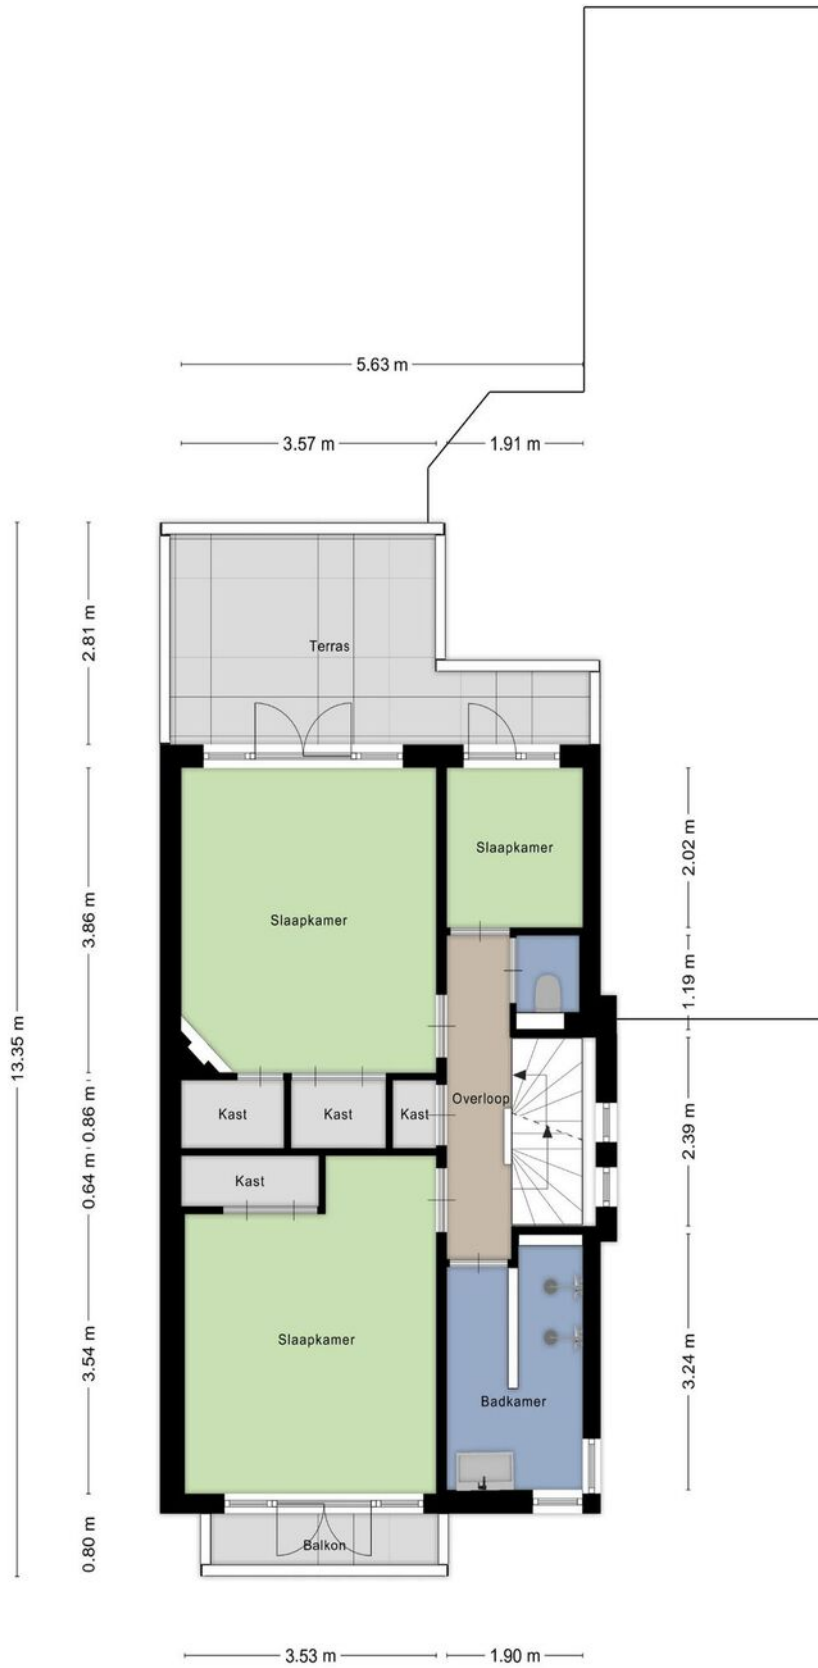 5.63 m
3.57 m
1.91 m
13.35 m
2.81 m
3.86 m
0.86 m
0.64 m
3.54 m
0.80 m
Terras
Slaapkamer
Slaapkamer
2.02 m
1.19 m
2.39 m
3.24 m
Kast
Kast
Kast
Overloop
Kast
Slaapkamer
Badkamer
Balkon
3.53 m
1.90 m